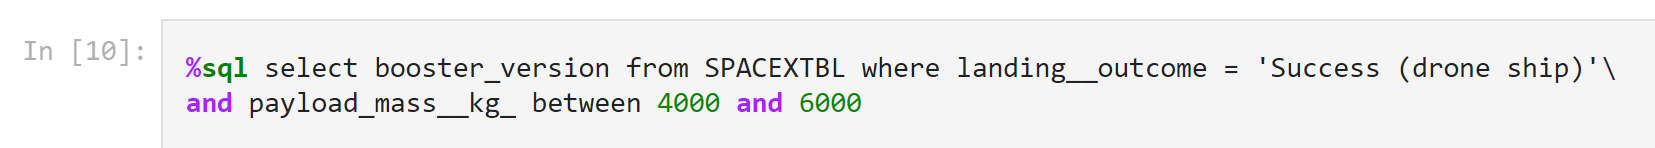 In [10]:
%sql select booster_version from SPACEXTBL where landing__outcome = 'Success (drone ship)'\
and payload_mass__kg_ between 4000 and 6000